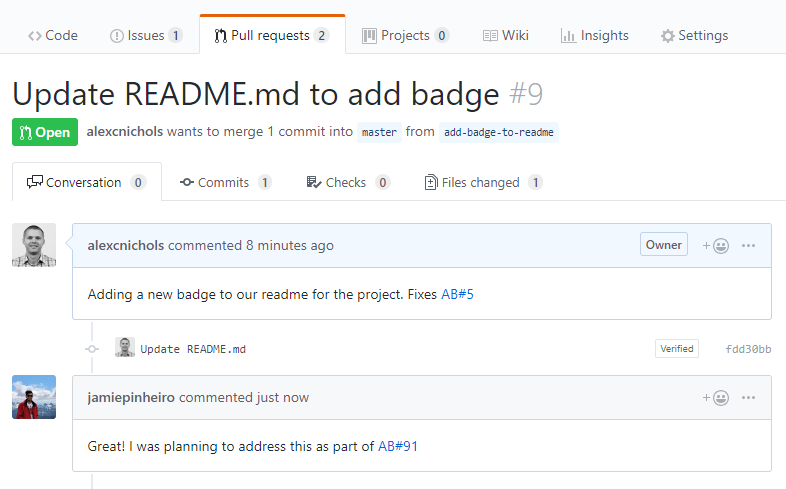 Code Issues 1 Pull requests 2 Projects 0 Wiki Insights Settings
Update README.md to add badge #9
Open alexcnichols wants to merge 1 commit into master from add-badge-to-readme
Conversation 0 Commits 1 Checks 0 Files changed 1
alexcnichols commented 8 minutes ago Owner + ...
Adding a new badge to our readme for the project. Fixes AB#5
Update README.md Verified fdd30bb
jamiepinheiro commented just now + ...
Great! I was planning to address this as part of AB#91